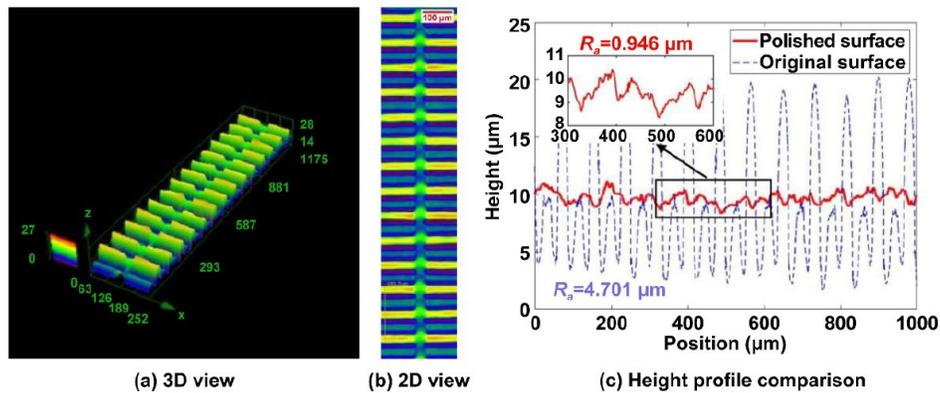 28
14
1175
881
587
293
z
27
0
0
63
126
189
252
x
(a) 3D view
100 µm
(b) 2D view
25
20
15
10
5
0
Height (µm)
Ra=0.946 µm
11
10
9
8
300 400 500 600
Polished surface
Original surface
Ra=4.701 µm
0 200 400 600 800 1000
Position (µm)
(c) Height profile comparison